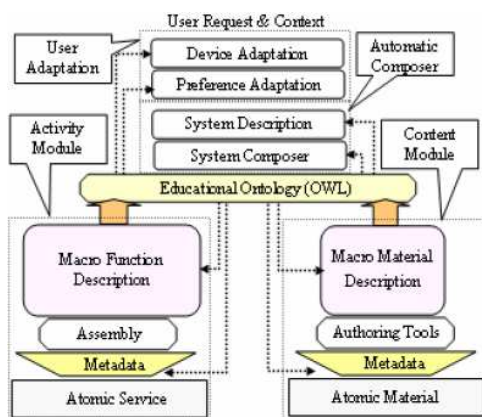 User Request & Context
User
Adaptation
Device Adaptation
Preference Adaptation
Automatic
Composer
System Description
System Composer
Activity
Module
Content
Module
Educational Ontology (OWL)
Macro Function
Description
Macro Material
Description
Assembly
Authoring Tools
Metadata
Metadata
Atomic Service
Atomic Material